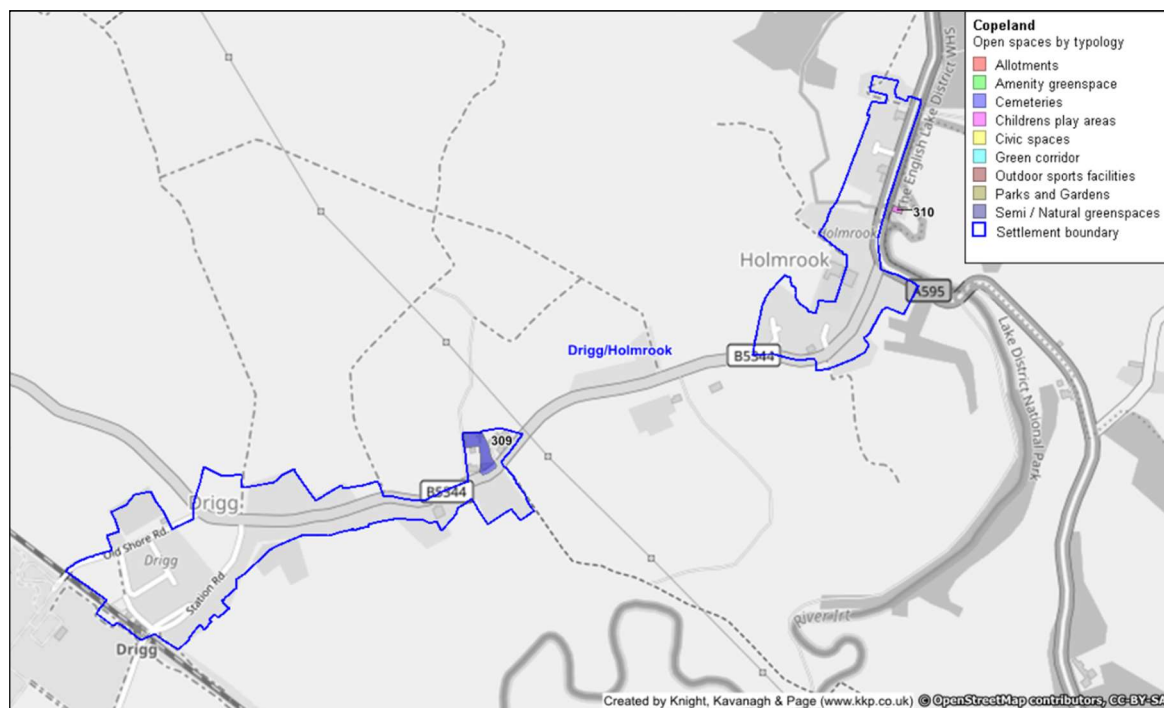 Copeland
Open spaces by typology
Allotments
Amenity greenspace
Cemeteries
Childrens play areas
Civic spaces
Green corridor
Outdoor sports facilities
Parks and Gardens
Semi / Natural greenspaces
Settlement boundary
The English Lake District WHS
310
Holmrook
Holmrook
A595
Lake District National Park
Drigg/Holmrook
B5344
309
B5344
Drigg
Old Shore Rd
Drigg
Station Rd
Drigg
River Irt
Created by Knight, Kavanagh & Page (www.kkp.co.uk) © OpenStreetMap contributors, CC-BY-SA